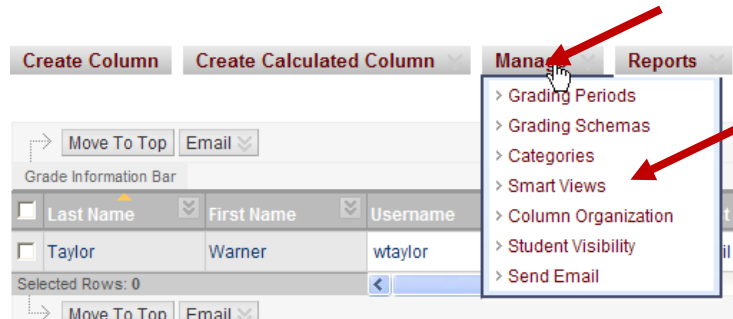 Create Column Create Calculated Column Manage Reports
> Grading Periods
> Grading Schemas
> Categories
> Smart Views
> Column Organization
> Student Visibility
> Send Email
Move To Top Email
Grade Information Bar
Last Name First Name Username
Taylor Warner wtaylor
Selected Rows: 0
Move To Top Email